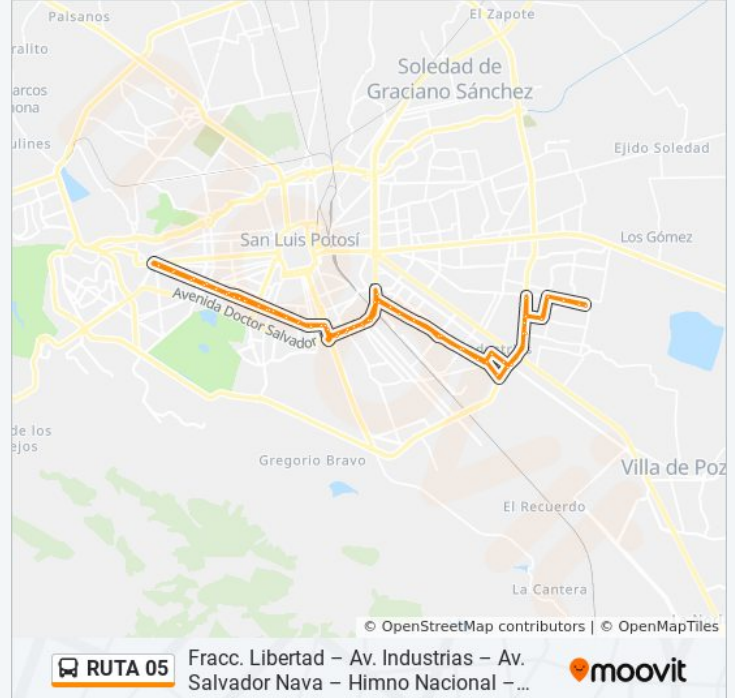 Palsanos
El Zapote
ralito
Soledad de
Graciano Sánchez
arcos
ona
ulines
Ejido Soledad
San Luis Potosí
Los Gómez
Avenida Doctor Salvador
de los
ejos
Gregorio Bravo
Villa de Poz
El Recuerdo
La Cantera
© OpenStreetMap contributors | © OpenMapTiles
RUTA 05
Fracc. Libertad – Av. Industrias – Av.
Salvador Nava – Himno Nacional –...
moovit